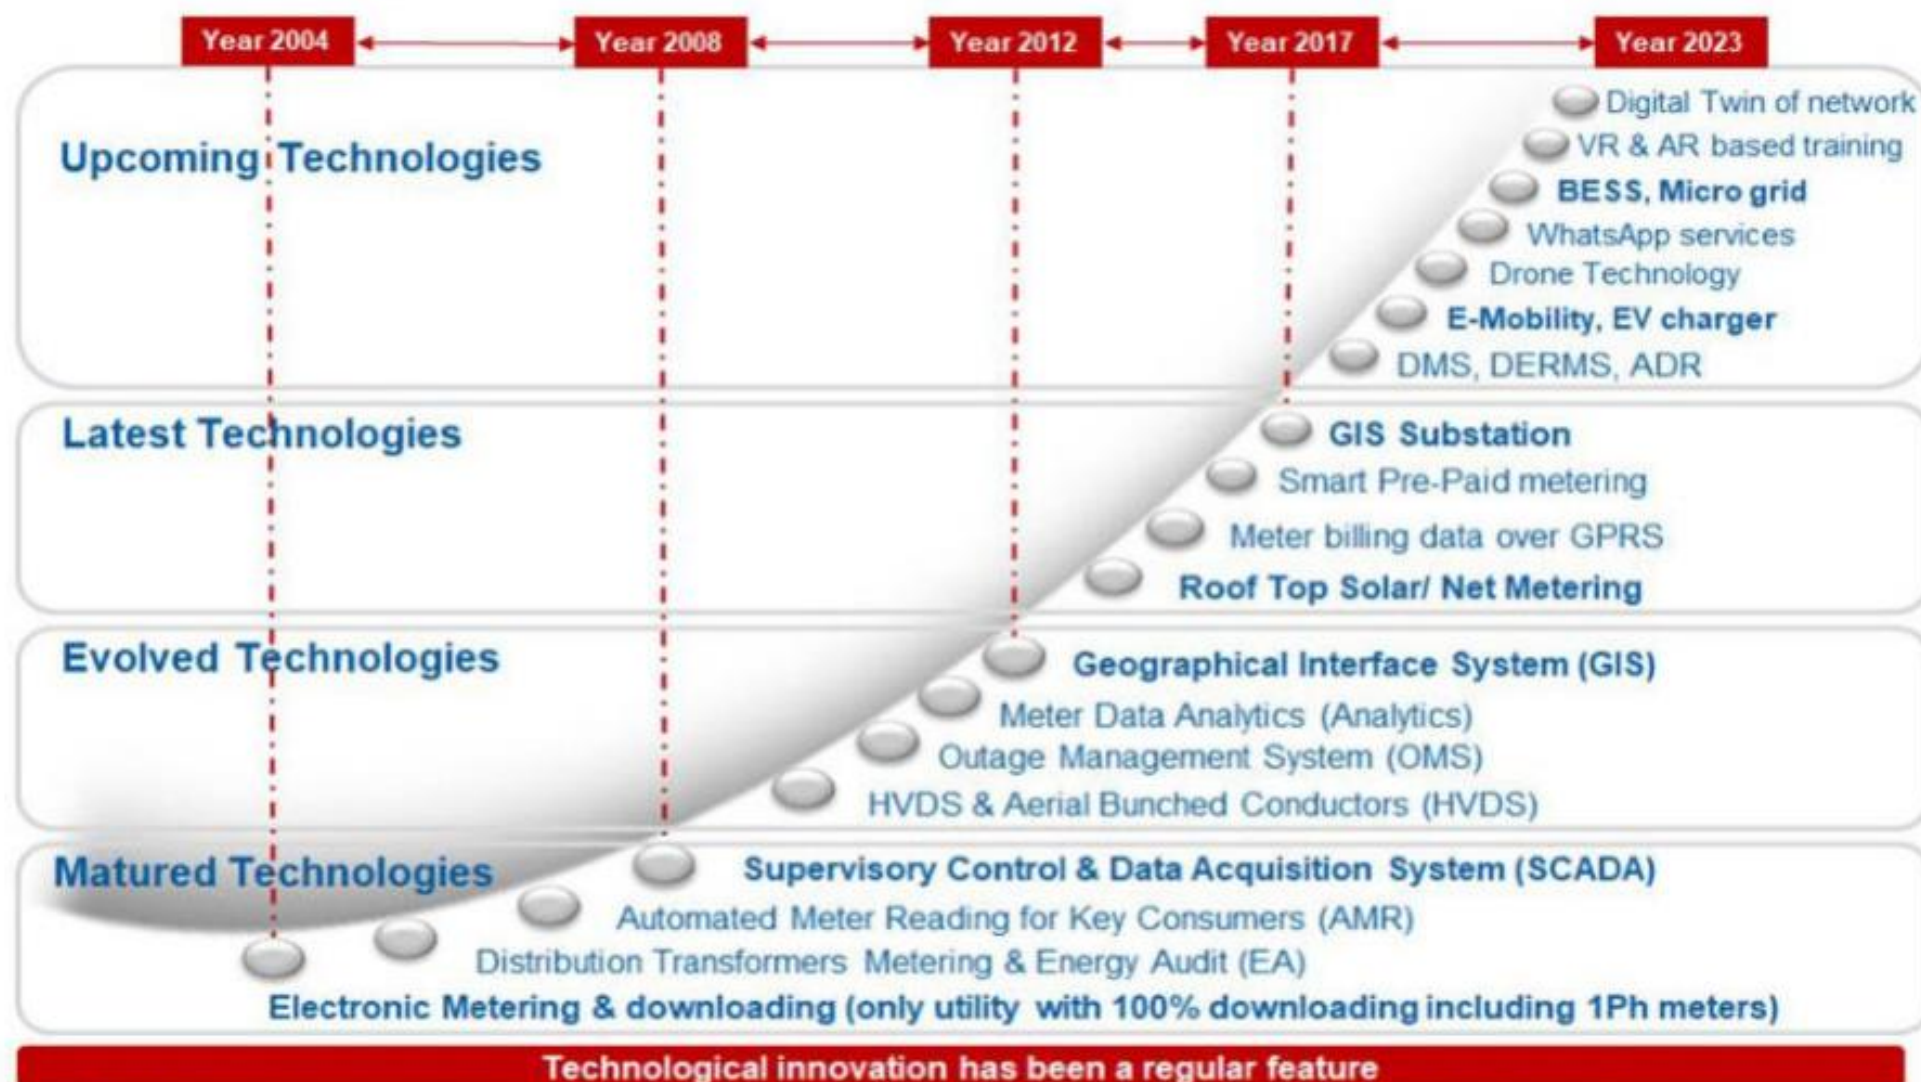 Year 2004
Year 2008
Year 2012
Year 2017
Year 2023
Upcoming Technologies
Digital Twin of network
VR & AR based training
BESS, Micro grid
WhatsApp services
Drone Technology
E-Mobility, EV charger
DMS, DERMS, ADR
Latest Technologies
GIS Substation
Smart Pre-Paid metering
Meter billing data over GPRS
Roof Top Solar/ Net Metering
Evolved Technologies
Geographical Interface System (GIS)
Meter Data Analytics (Analytics)
Outage Management System (OMS)
HVDS & Aerial Bunched Conductors (HVDS)
Matured Technologies
Supervisory Control & Data Acquisition System (SCADA)
Automated Meter Reading for Key Consumers (AMR)
Distribution Transformers Metering & Energy Audit (EA)
Electronic Metering & downloading (only utility with 100% downloading including 1Ph meters)
Technological innovation has been a regular feature